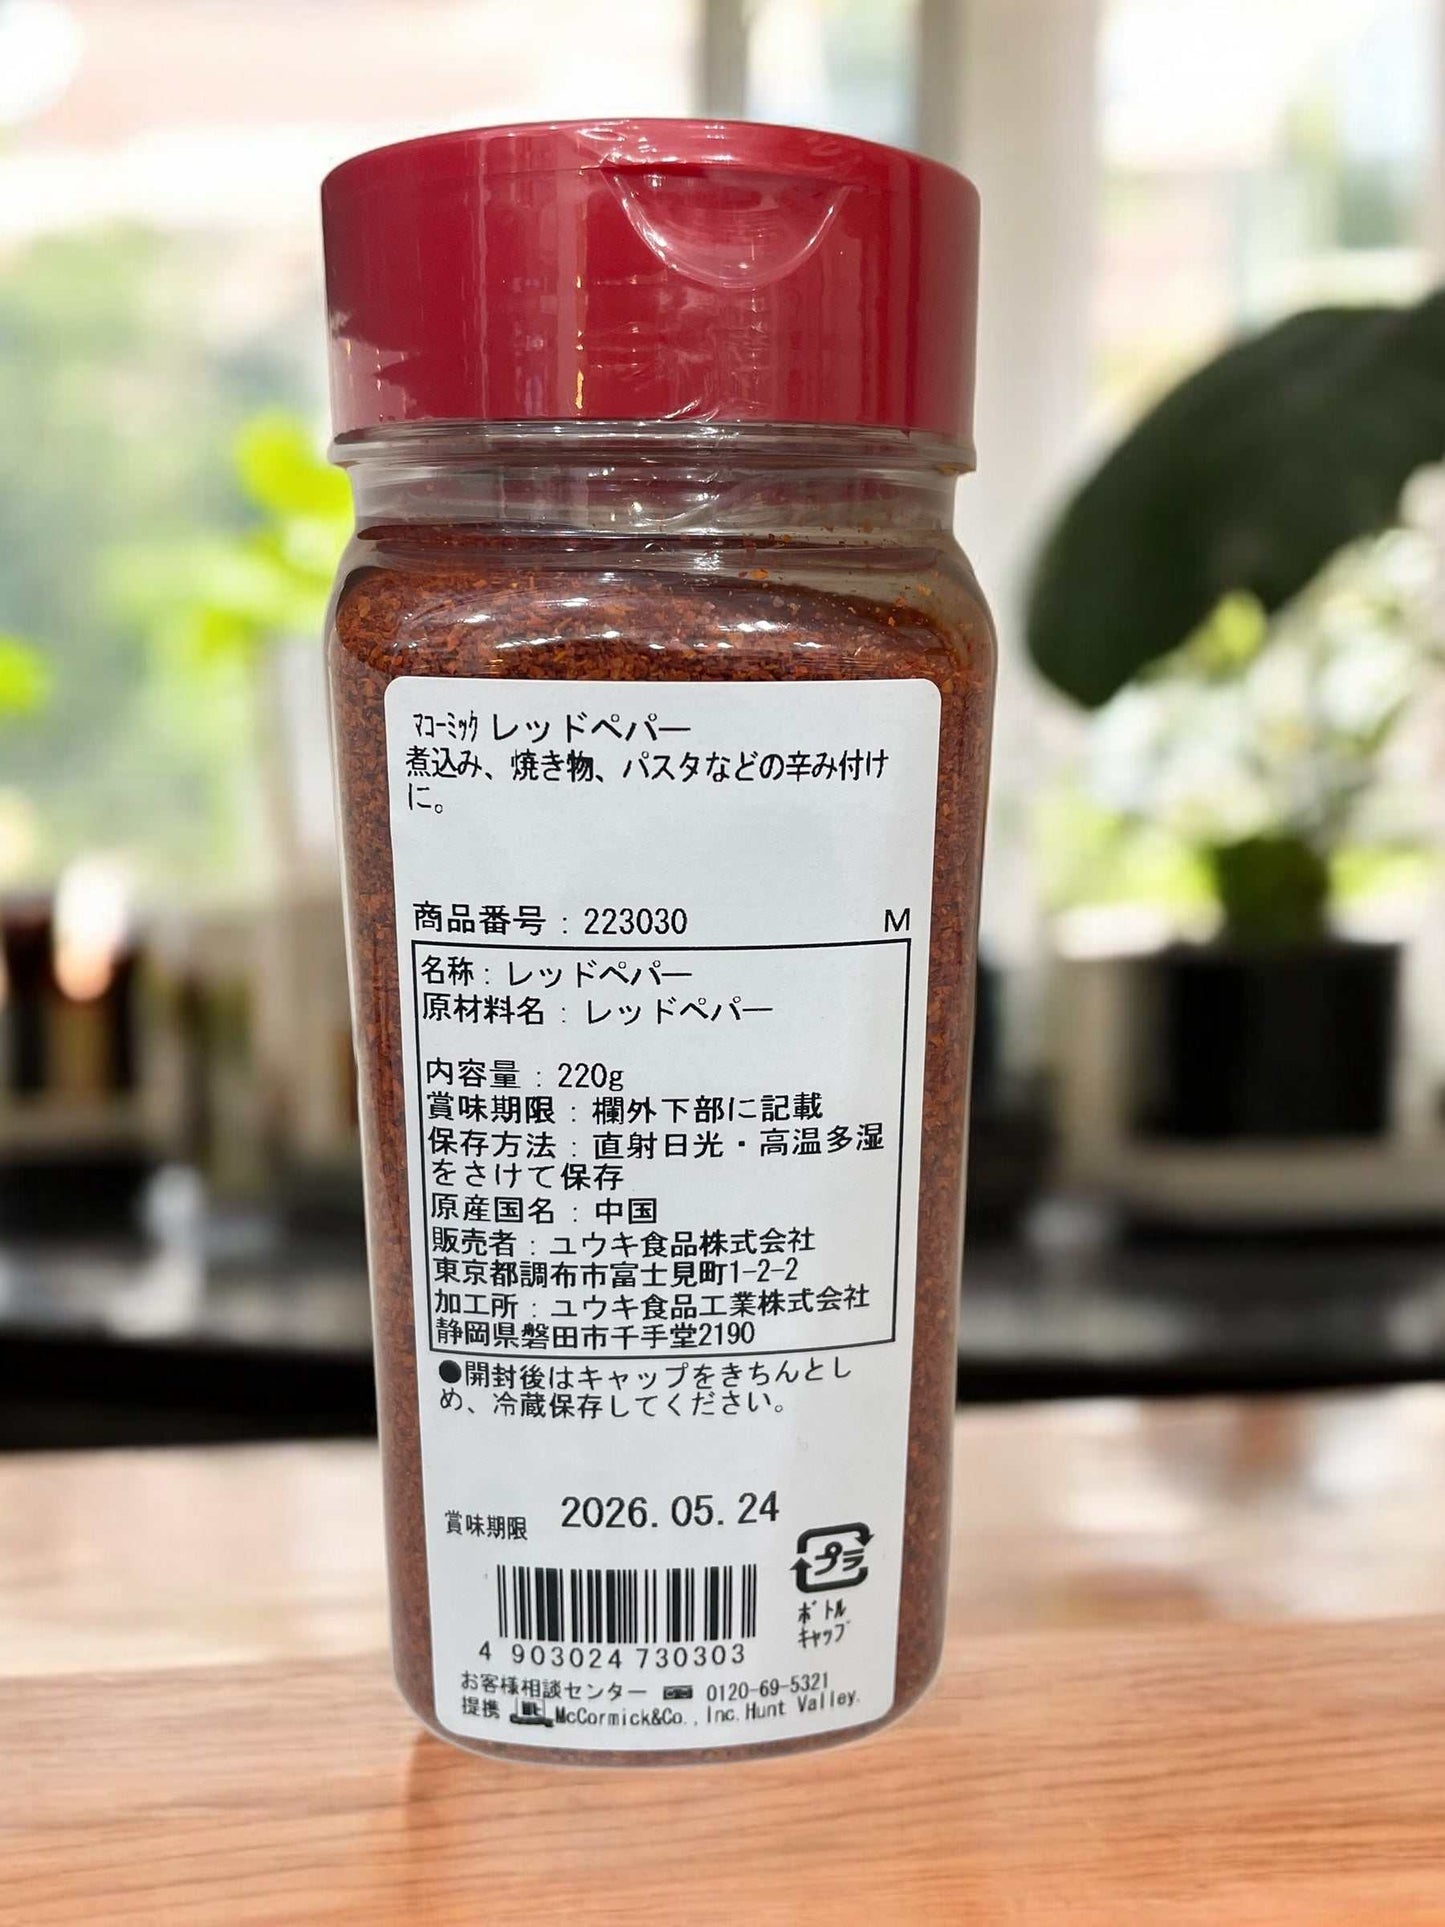 マコーミック レッドペパー
煮込み、焼き物、パスタなどの辛み付け
に。
商品番号：223030 M
名称：レッドペパー
原材料名：レッドペパー
内容量：220g
賞味期限：欄外下部に記載
保存方法：直射日光・高温多湿
をさけて保存
原産国名：中国
販売者：ユウキ食品株式会社
東京都調布市富士見町1-2-2
加工所：ユウキ食品工業株式会社
静岡県磐田市千手堂2190
●開封後はキャップをきちんとし
め、冷蔵保存してください。
賞味期限 2026.05.24
プラ
ボトル
キャップ
4 903024 730303
お客様相談センター 0120-69-5321
提携 Mc McCormick&Co., Inc. Hunt Valley.